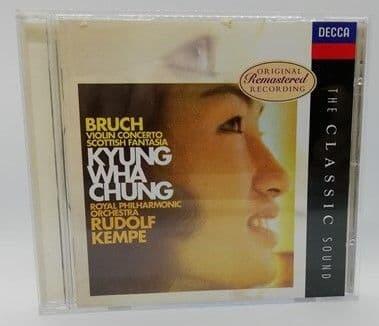 DECCA
ORIGINAL
Remastered
RECORDING
THE CLASSIC SOUND
BRUCH
VIOLIN CONCERTO
SCOTTISH FANTASIA
KYUNG
WHA
CHUNG
ROYAL PHILHARMONIC
ORCHESTRA
RUDOLF
KEMPE